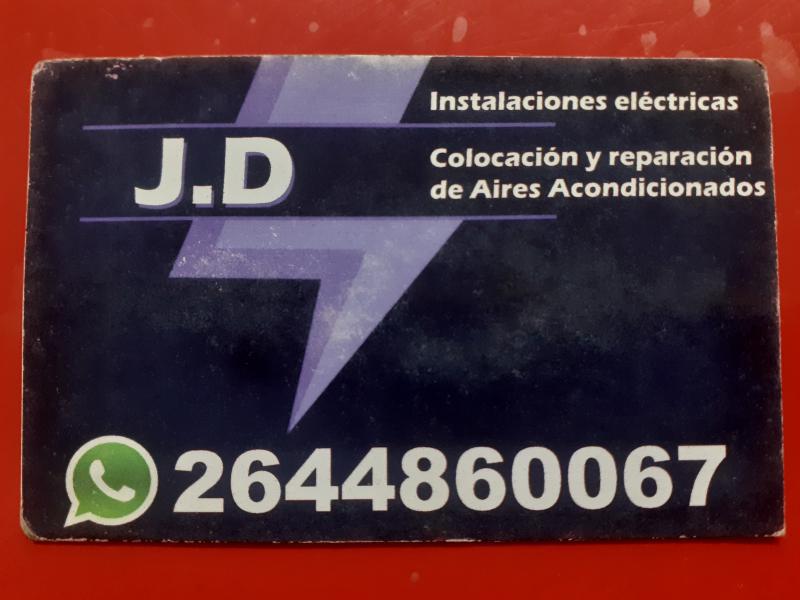 J.D
Instalaciones eléctricas
Colocación y reparación
de Aires Acondicionados
2644860067